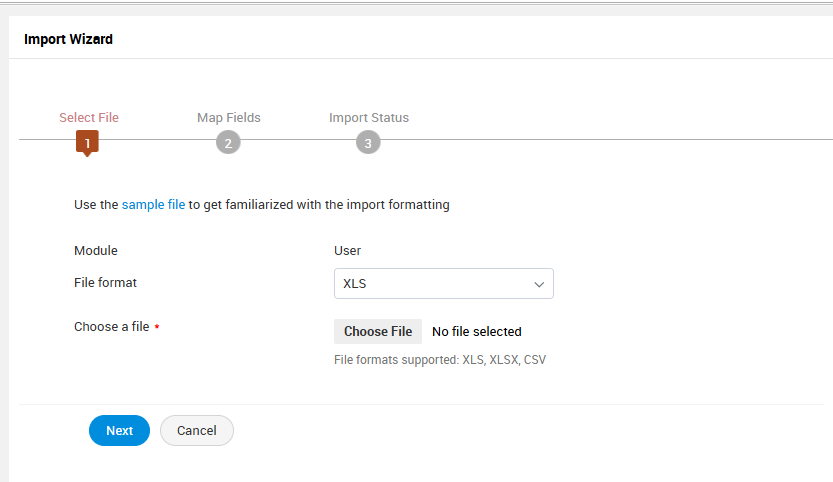 Import Wizard
Select File
Map Fields
Import Status
1
2
3
Use the sample file to get familiarized with the import formatting
Module
User
File format
XLS
Choose a file *
Choose File No file selected
File formats supported: XLS, XLSX, CSV
Next
Cancel